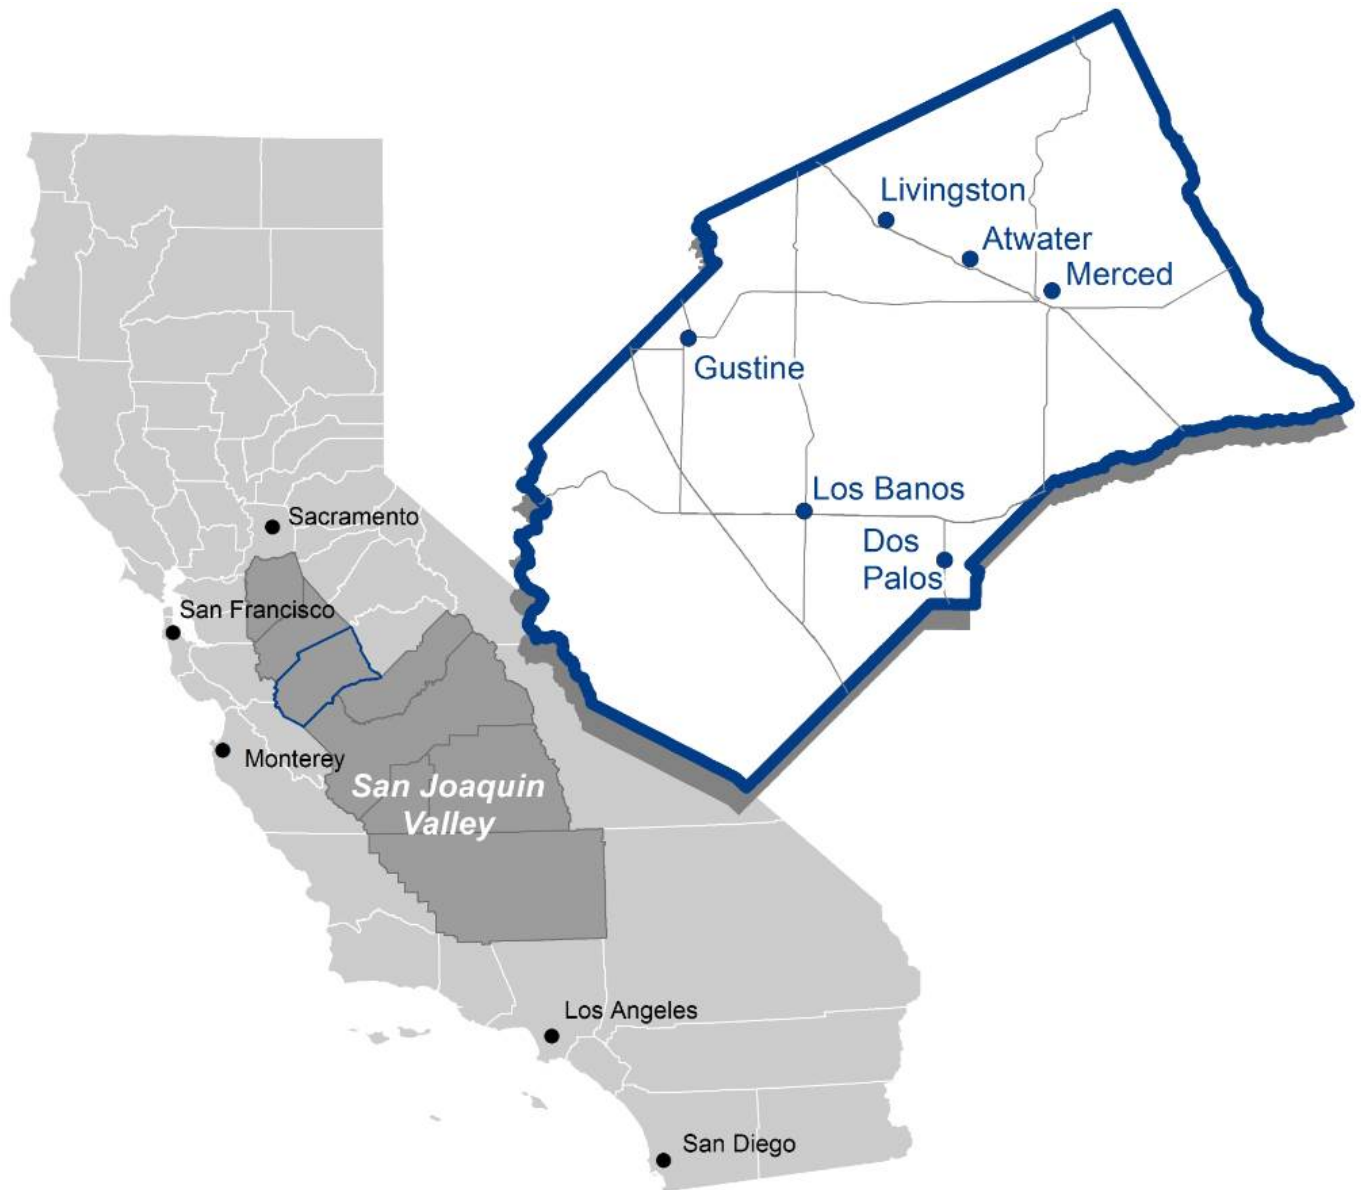 Livingston
Atwater
Merced
Gustine
Los Banos
Dos
Palos
Sacramento
San Francisco
Monterey
San Joaquin
Valley
Los Angeles
San Diego